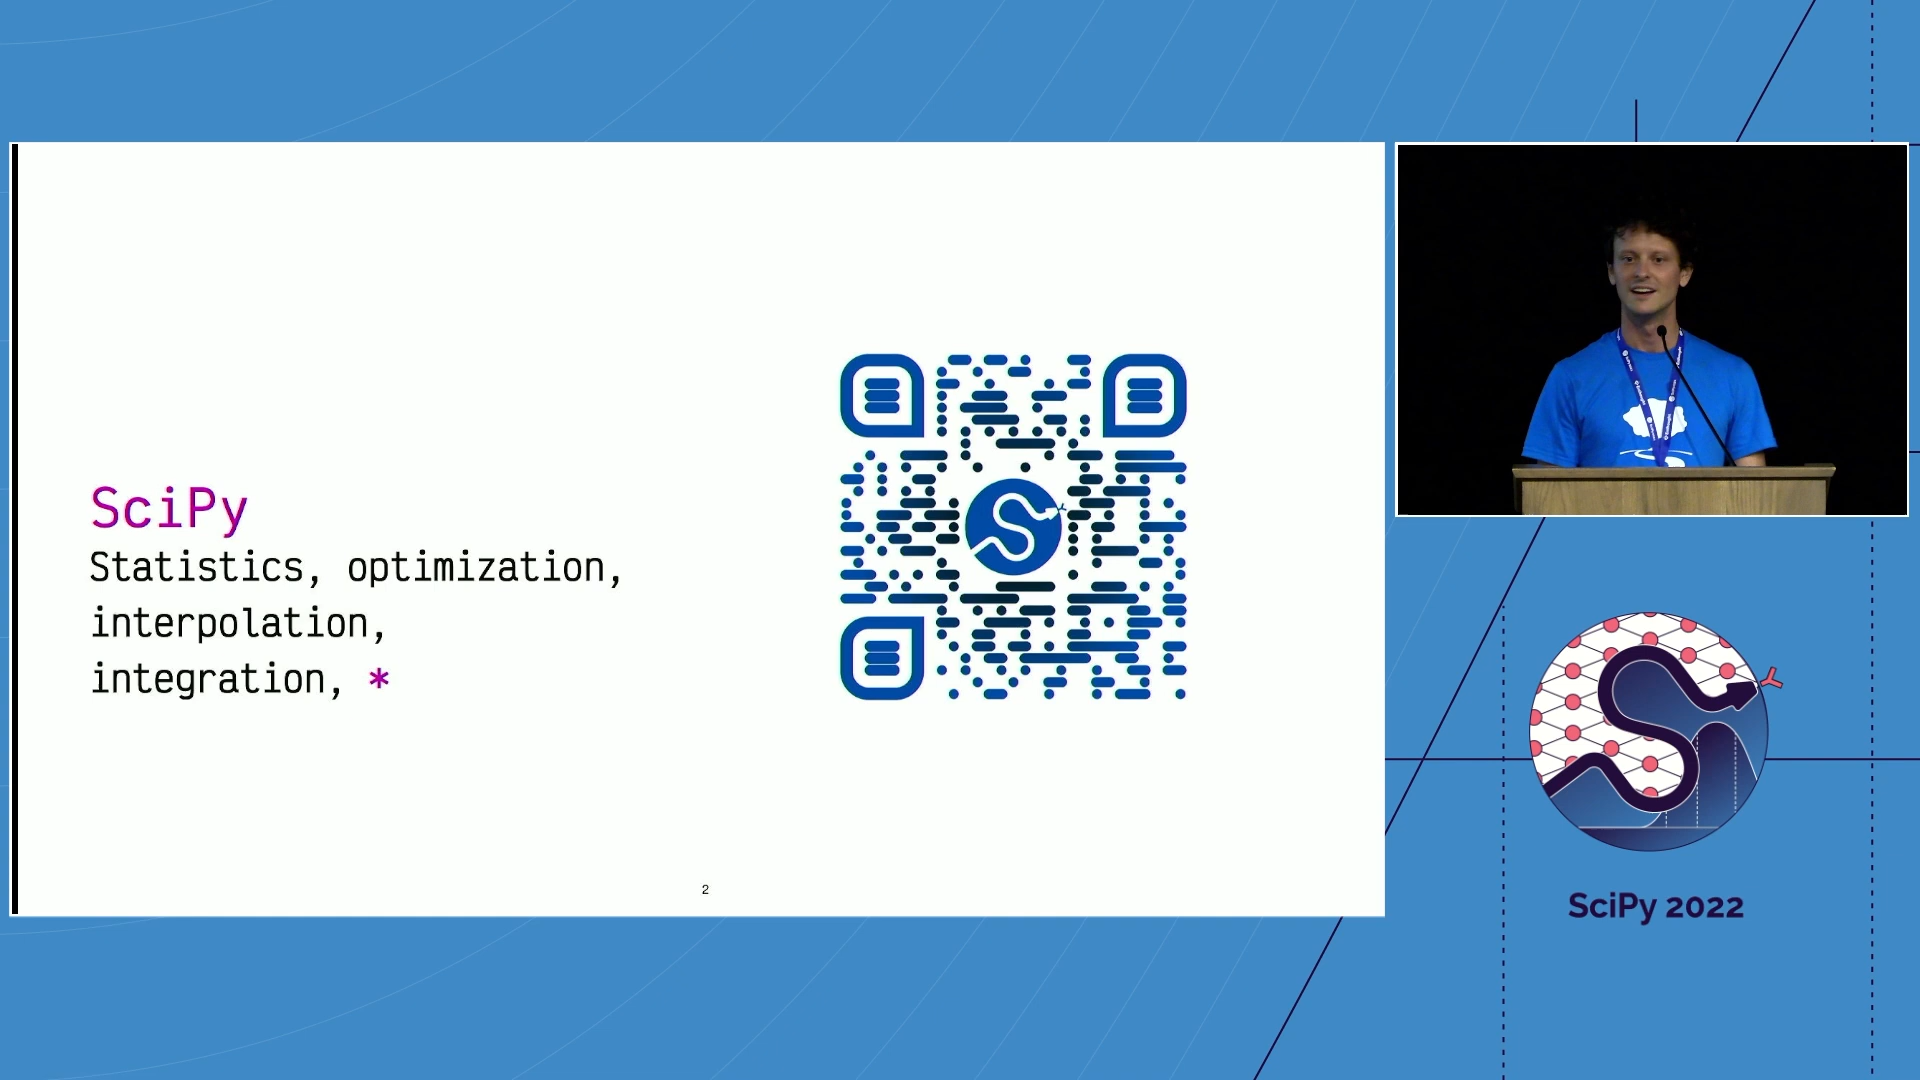 SciPy
Statistics, optimization,
interpolation,
integration, *
2
SciPy 2022